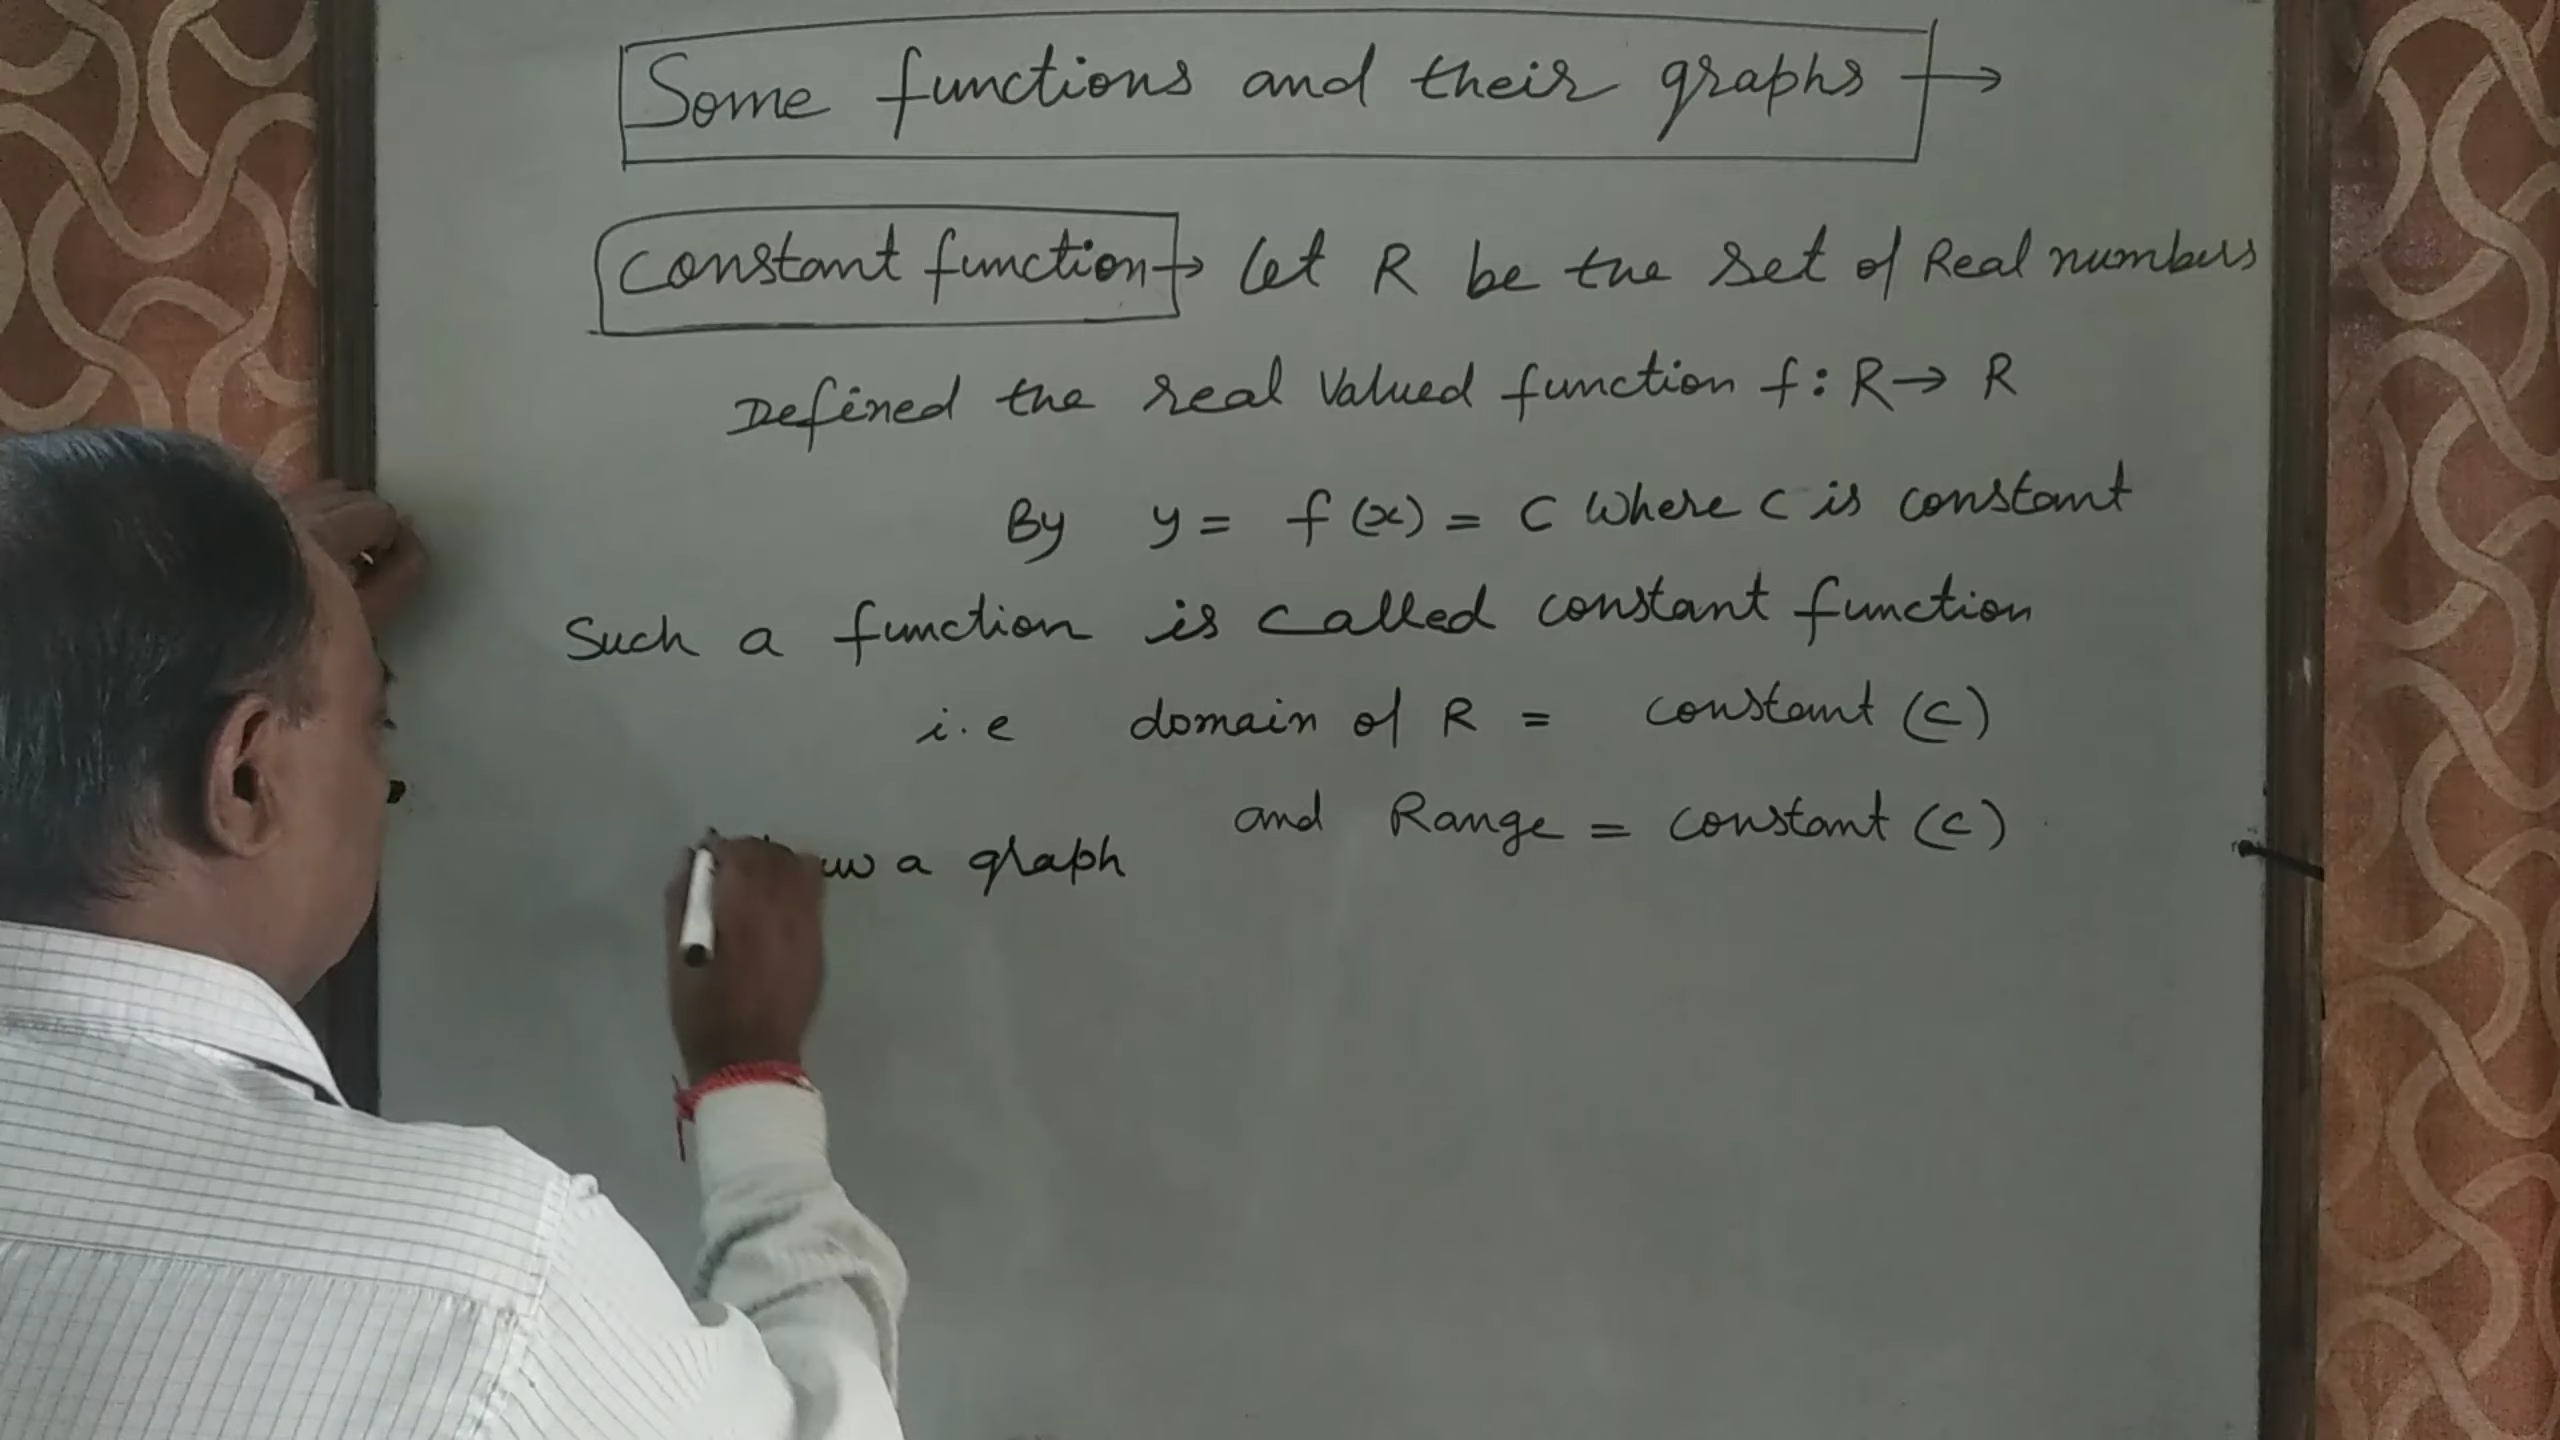 Some functions and their graphs →
constant function → Let R be the set of Real numbers
Defined the real valued function f : R → R
By y = f(x) = C where C is constant
Such a function is called constant function
i.e domain of R = constant (c)
and Range = constant (c)
a graph